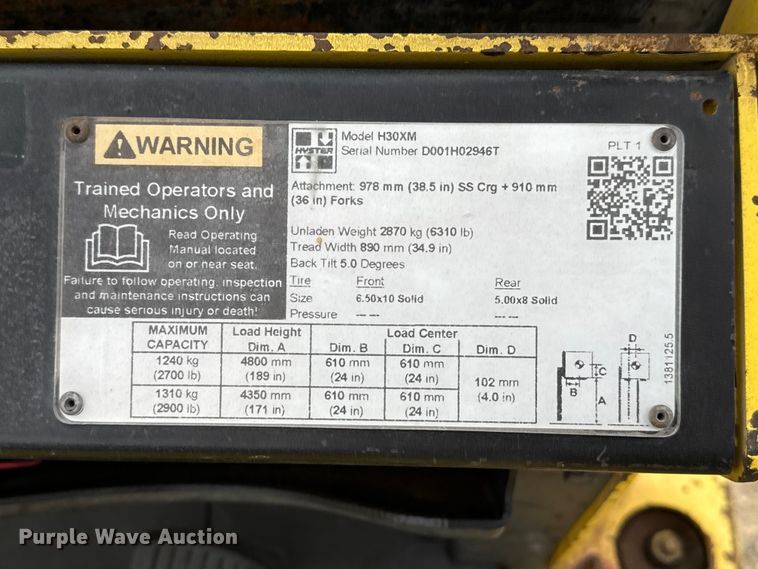 WARNING
Trained Operators and
Mechanics Only
Read Operating
Manual located
on or near seat.
Failure to follow operating, inspection
and maintenance instructions can
cause serious injury or death!
HYSTER
Model H30XM
Serial Number D001H02946T
PLT 1
Attachment: 978 mm (38.5 in) SS Crg + 910 mm
(36 in) Forks
Unladen Weight 2870 kg (6310 lb)
Tread Width 890 mm (34.9 in)
Back Tilt 5.0 Degrees
Tire Front Rear
Size 6.50x10 Solid 5.00x8 Solid
Pressure --- --- --- ---
MAXIMUM Load Height Load Center
CAPACITY Dim. A Dim. B Dim. C Dim. D
1240 kg 4800 mm 610 mm 610 mm
(2700 lb) (189 in) (24 in) (24 in)
102 mm
(4.0 in)
1310 kg 4350 mm 610 mm 610 mm
(2900 lb) (171 in) (24 in) (24 in)
D
C
B
A
1381125.5
Purple Wave Auction